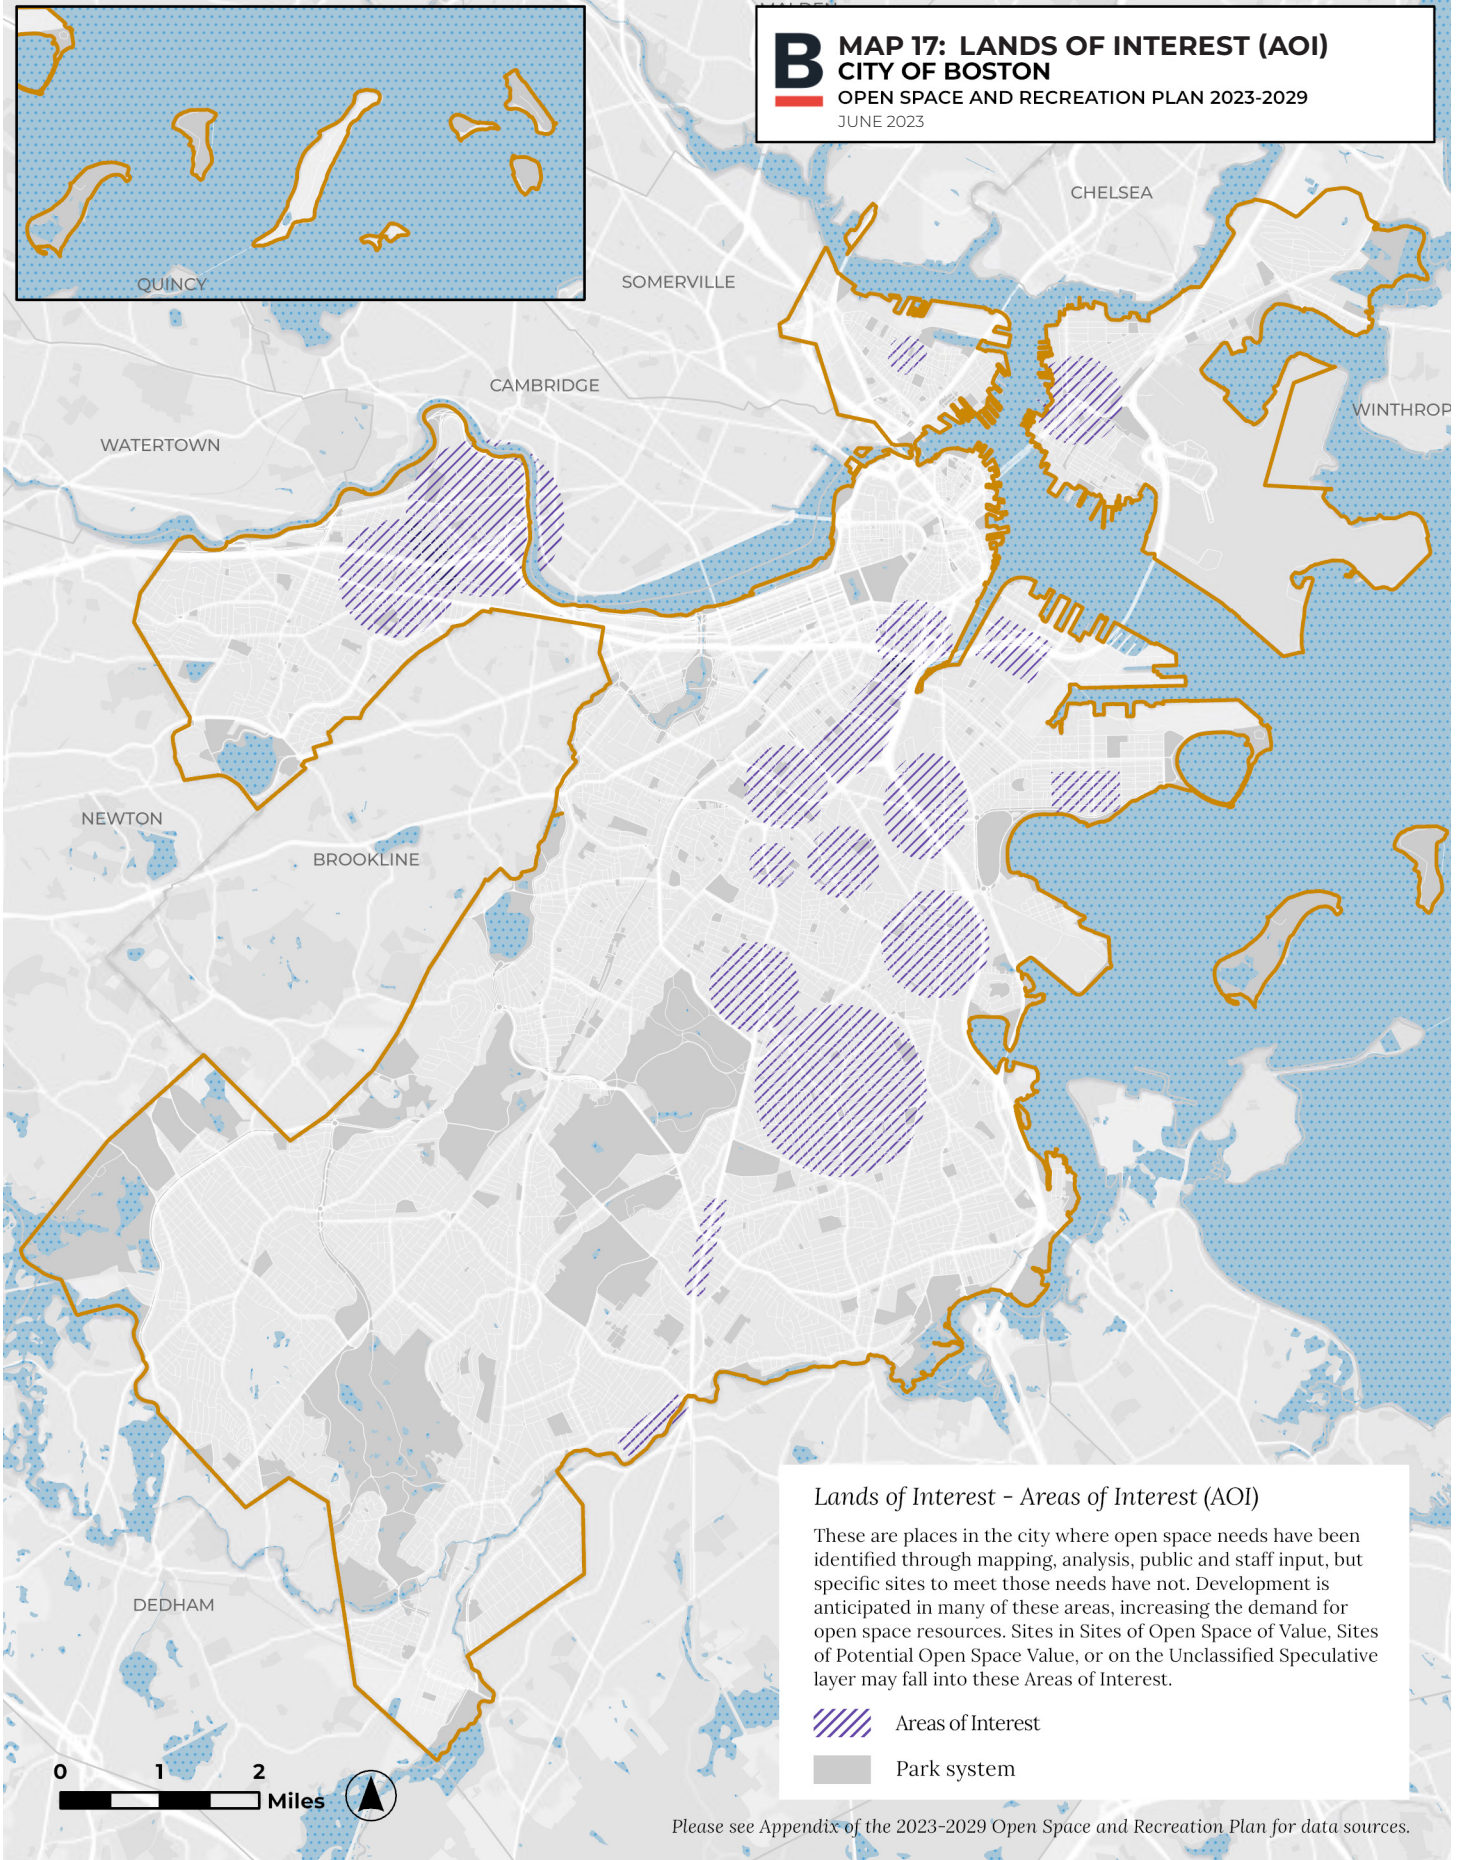 MALDEN
B
MAP 17: LANDS OF INTEREST (AOI)
CITY OF BOSTON
OPEN SPACE AND RECREATION PLAN 2023-2029
JUNE 2023
CHELSEA
QUINCY
SOMERVILLE
CAMBRIDGE
WINTHROP
WATERTOWN
NEWTON
BROOKLINE
DEDHAM
Lands of Interest - Areas of Interest (AOI)
These are places in the city where open space needs have been
identified through mapping, analysis, public and staff input, but
specific sites to meet those needs have not. Development is
anticipated in many of these areas, increasing the demand for
open space resources. Sites in Sites of Open Space of Value, Sites
of Potential Open Space Value, or on the Unclassified Speculative
layer may fall into these Areas of Interest.
Areas of Interest
Park system
0 1 2
Miles
Please see Appendix of the 2023-2029 Open Space and Recreation Plan for data sources.